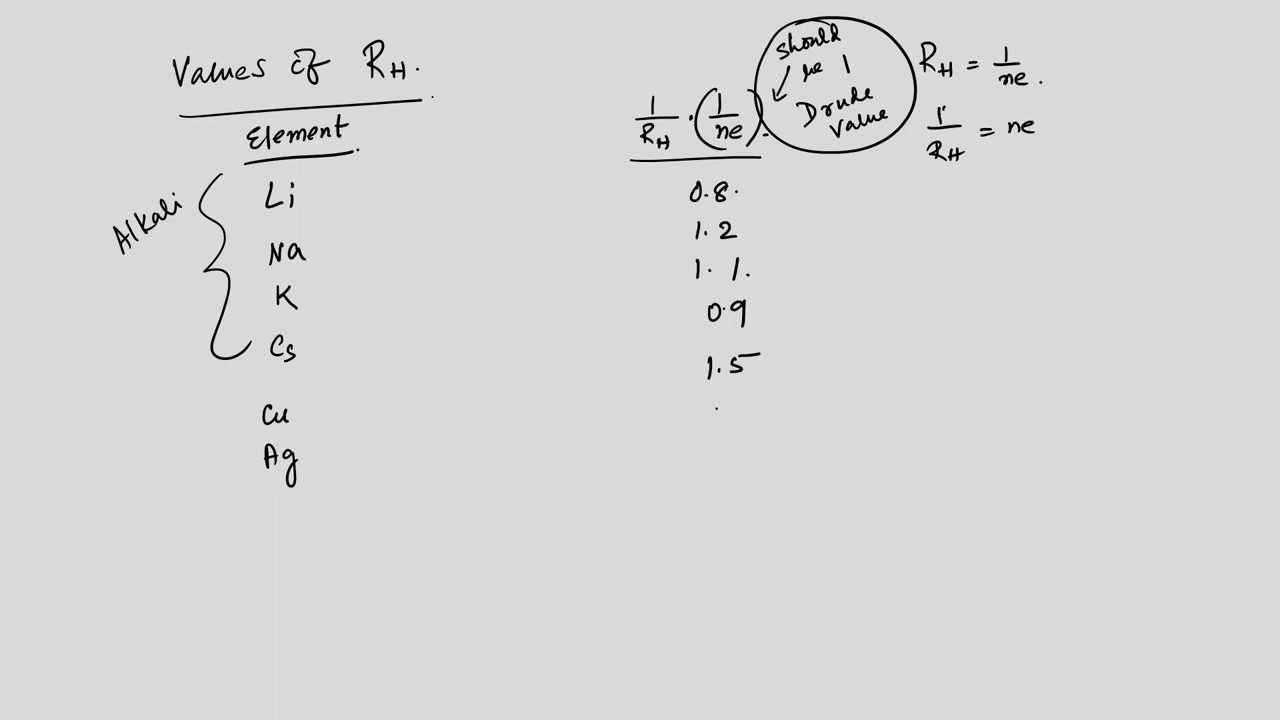 Values of R_H.
Element
Alkali
Li
Na
K
Cs
Cu
Ag
1/R_H · (1/ne).
0.8.
1.2
1.1.
0.9
1.5
should
be 1
Drude
Value
R_H = 1/ne.
1/R_H = ne